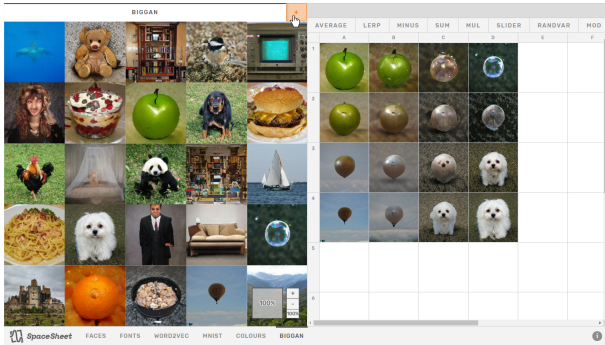 BIGGAN
+
AVERAGE LERP MINUS SUM MUL SLIDER RANDVAR MOD
A B C D E F
1
2
3
4
5
6
100%
+
-
100%
SpaceSheet FACES FONTS WORD2VEC MNIST COLOURS BIGGAN
i